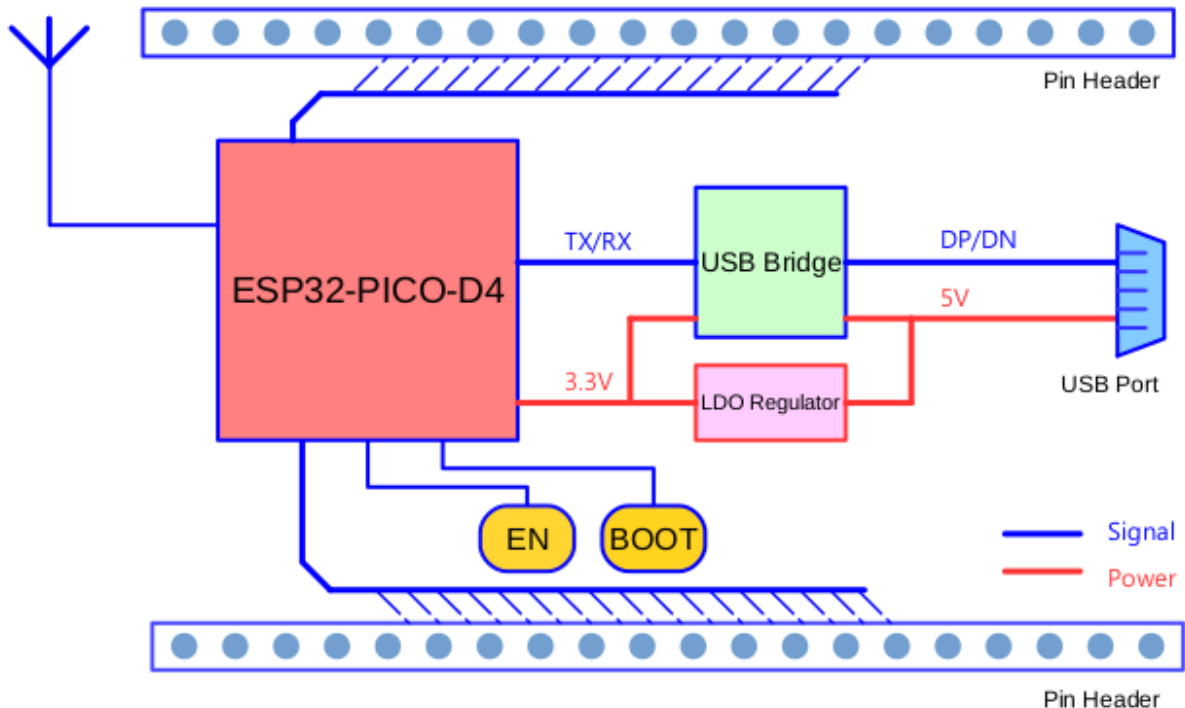 Pin Header
TX/RX
DP/DN
USB Bridge
ESP32-PICO-D4
5V
3.3V
LDO Regulator
USB Port
EN
BOOT
Signal
Power
Pin Header